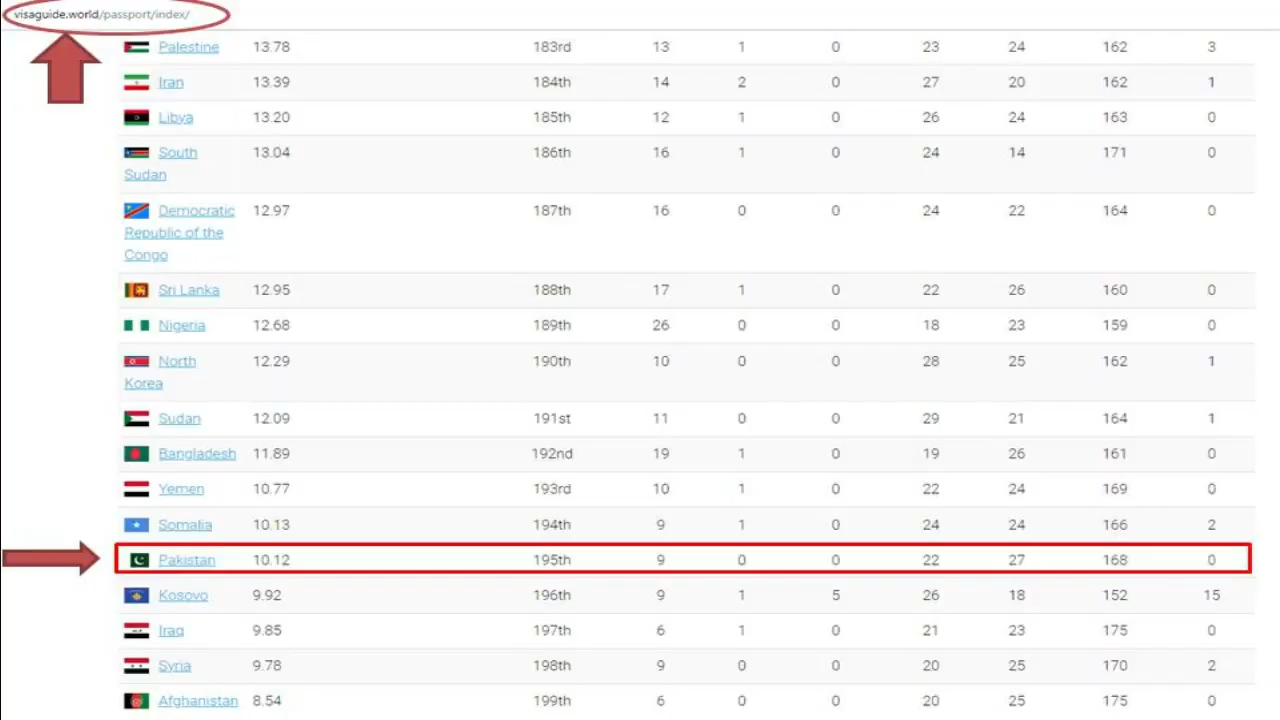 visaguide.world/passport/index/
Palestine 13.78 183rd 13 1 0 23 24 162 3
Iran 13.39 184th 14 2 0 27 20 162 1
Libya 13.20 185th 12 1 0 26 24 163 0
South 13.04 186th 16 1 0 24 14 171 0
Sudan
Democratic 12.97 187th 16 0 0 24 22 164 0
Republic of the
Congo
Sri Lanka 12.95 188th 17 1 0 22 26 160 0
Nigeria 12.68 189th 26 0 0 18 23 159 0
North 12.29 190th 10 0 0 28 25 162 1
Korea
Sudan 12.09 191st 11 0 0 29 21 164 1
Bangladesh 11.89 192nd 19 1 0 19 26 161 0
Yemen 10.77 193rd 10 1 0 22 24 169 0
Somalia 10.13 194th 9 1 0 24 24 166 2
Pakistan 10.12 195th 9 0 0 22 27 168 0
Kosovo 9.92 196th 9 1 5 26 18 152 15
Iraq 9.85 197th 6 1 0 21 23 175 0
Syria 9.78 198th 9 0 0 20 25 170 2
Afghanistan 8.54 199th 6 0 0 20 25 175 0